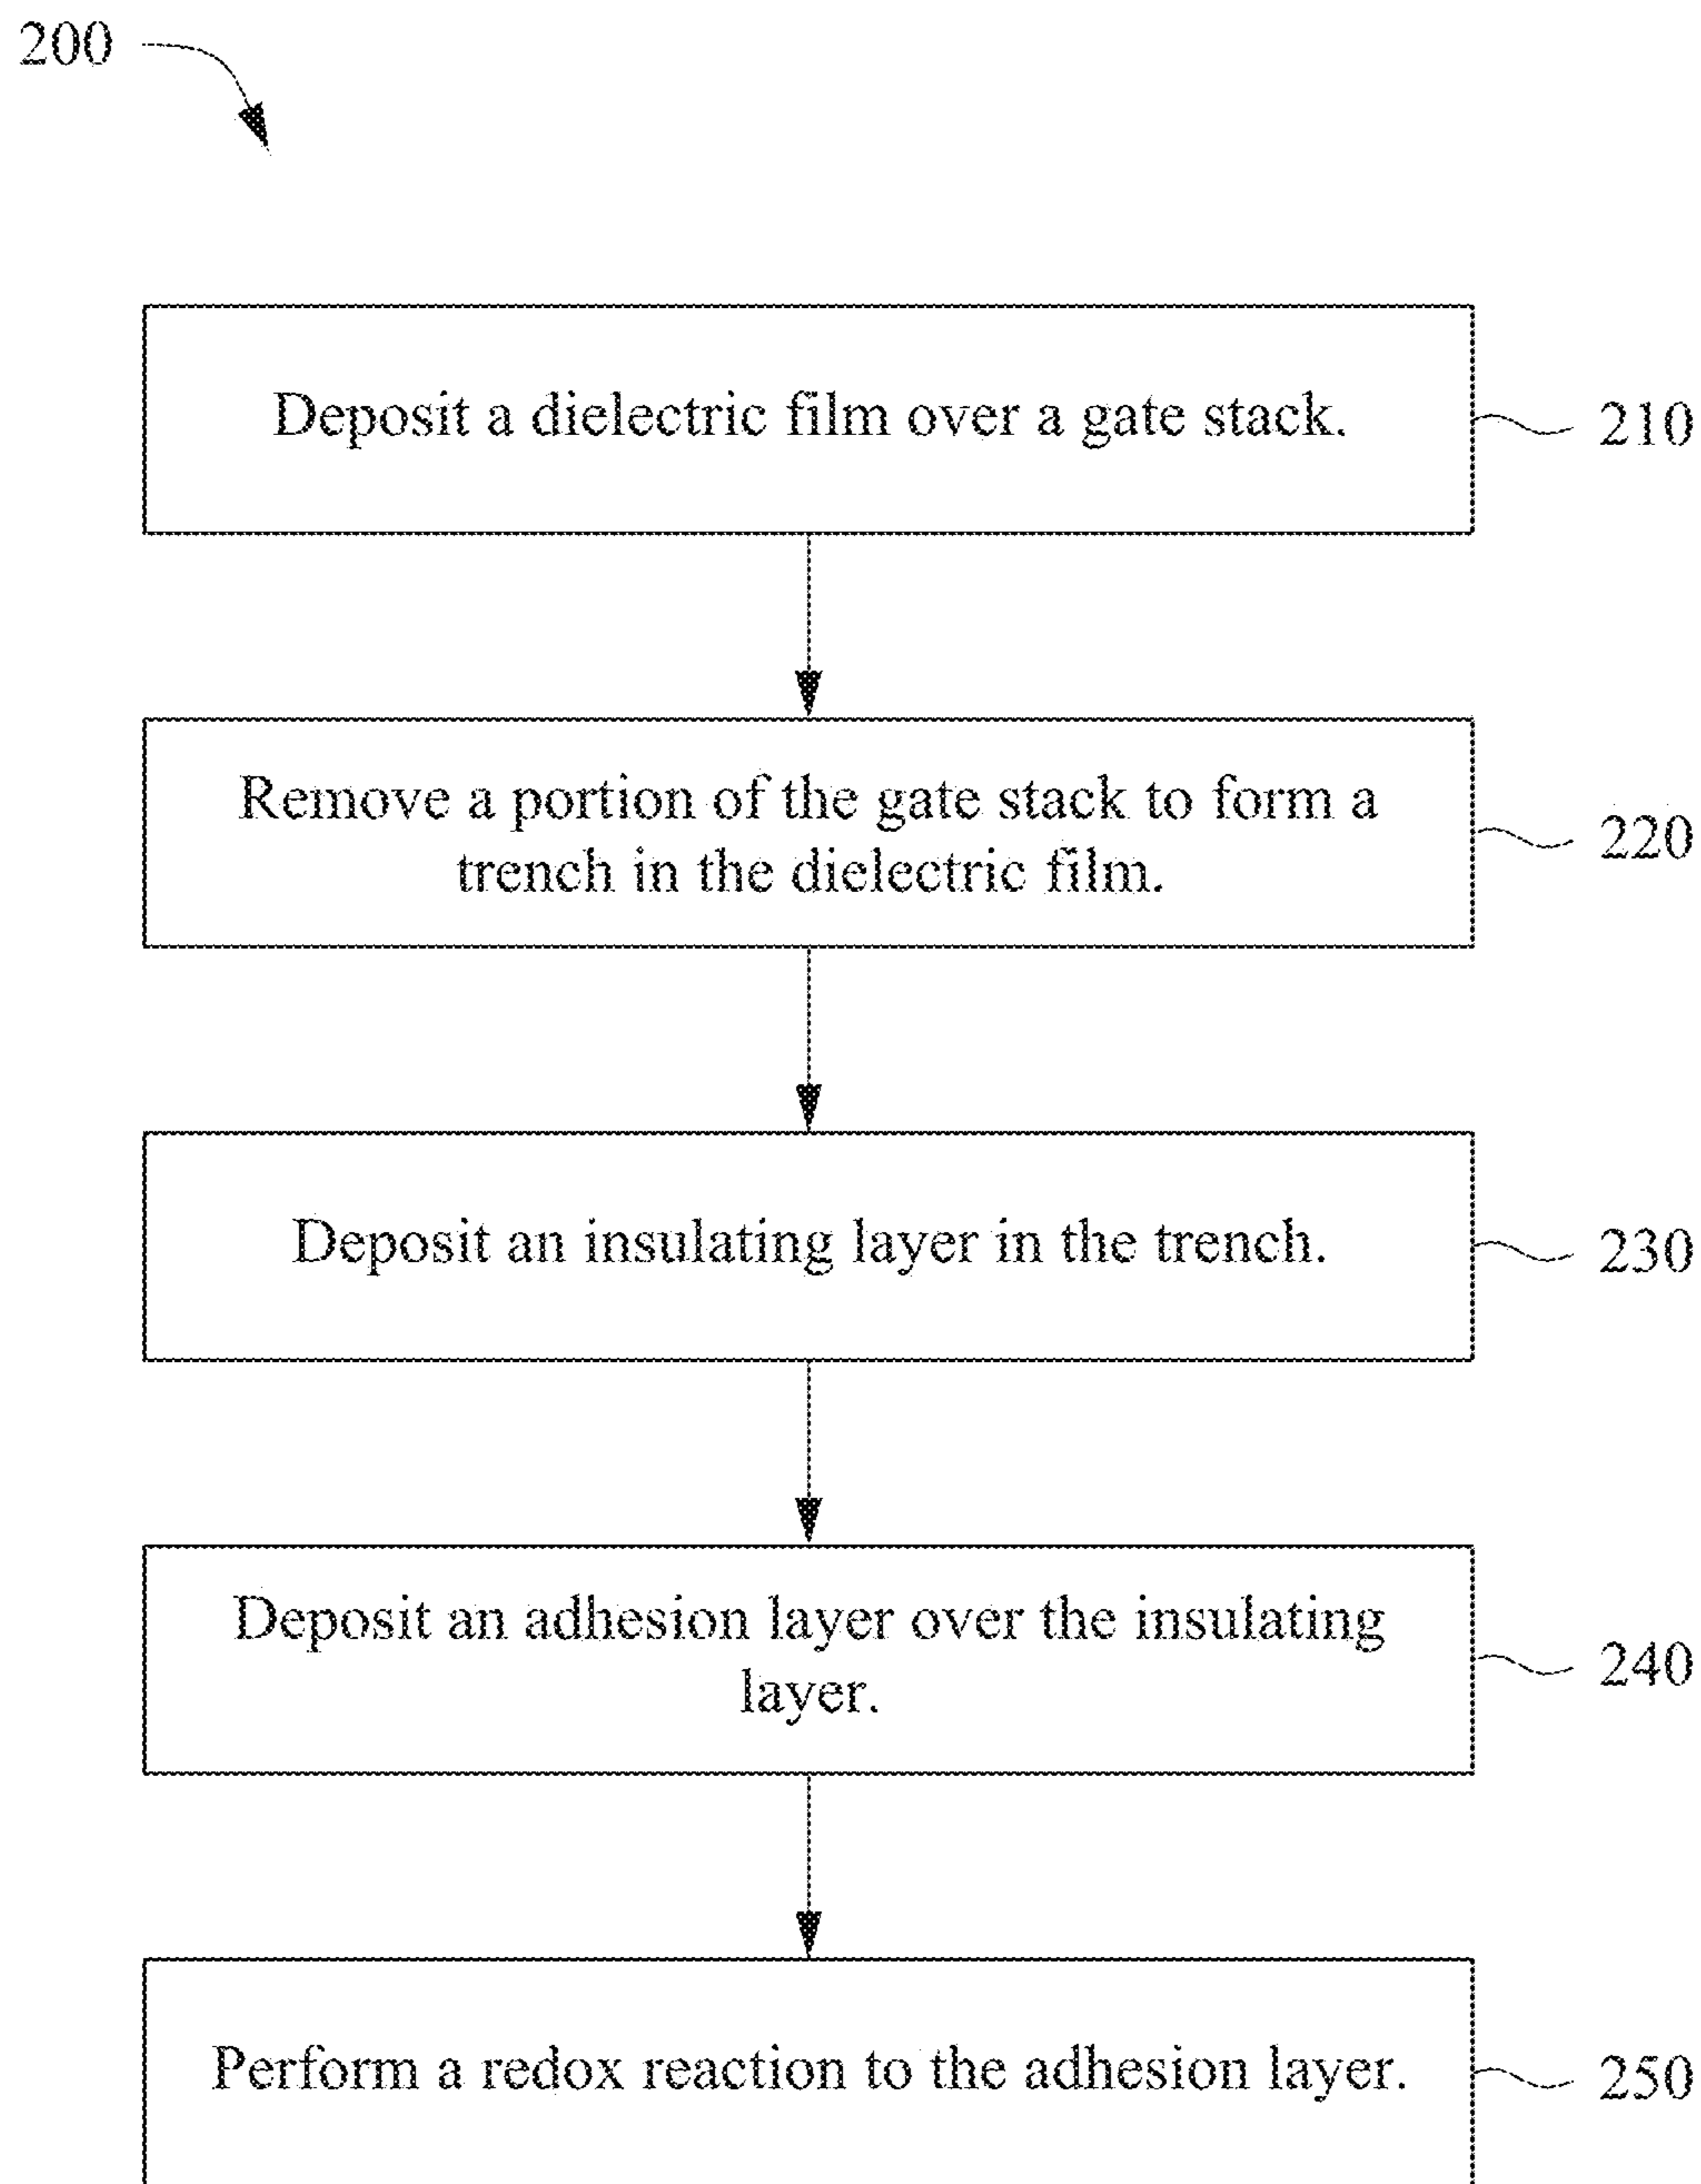 200
Deposit a dielectric film over a gate stack.
210
Remove a portion of the gate stack to form a
trench in the dielectric film.
220
Deposit an insulating layer in the trench.
230
Deposit an adhesion layer over the insulating
layer.
240
Perform a redox reaction to the adhesion layer.
250